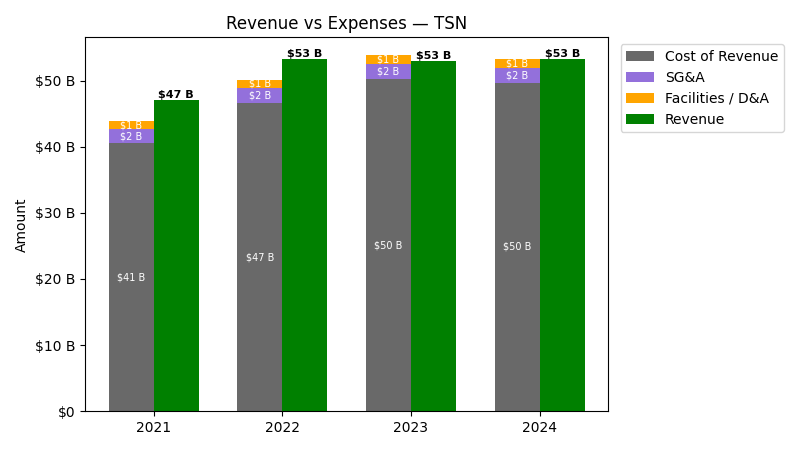 Revenue vs Expenses — TSN
Amount
$50 B
$40 B
$30 B
$20 B
$10 B
$0
$47 B
$1 B
$2 B
$41 B
$53 B
$1 B
$2 B
$47 B
$53 B
$1 B
$2 B
$50 B
$53 B
$1 B
$2 B
$50 B
2021
2022
2023
2024
Cost of Revenue
SG&A
Facilities / D&A
Revenue